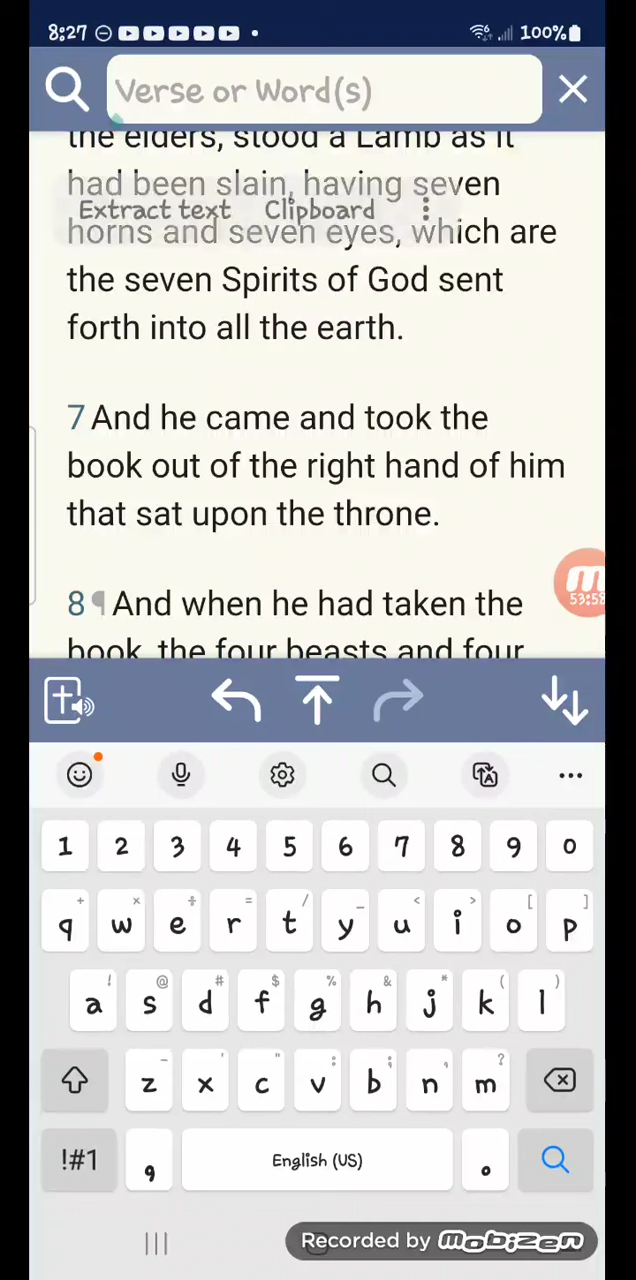 8:27
100%
Verse or Word(s)
the elders, stood a Lamb as it
had been slain, having seven
Extract text Clipboard
horns and seven eyes, which are
the seven Spirits of God sent
forth into all the earth.
7 And he came and took the
book out of the right hand of him
that sat upon the throne.
53:58
8 ¶ And when he had taken the
book, the four beasts and four
1 2 3 4 5 6 7 8 9 0
+ × ÷ = / _ < > [ ]
q w e r t y u i o p
! @ # $ % & * ( )
a s d f g h j k l
- ' " : ; , ?
z x c v b n m
!#1 , English (US) .
Recorded by mobizen